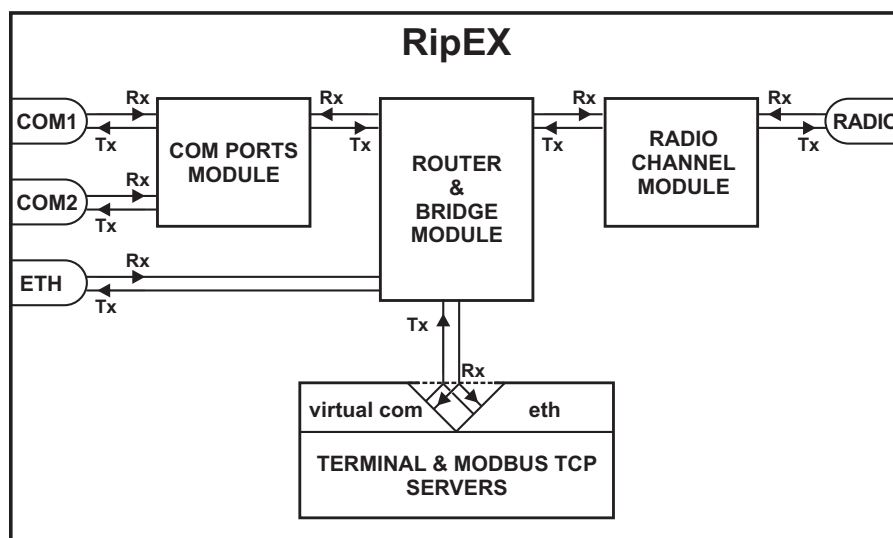 RipEX
Rx
Rx
Rx
Rx
COM1
RADIO
Tx
Tx
Tx
Tx
COM PORTS
MODULE
ROUTER
&
BRIDGE
MODULE
RADIO
CHANNEL
MODULE
Rx
COM2
Tx
Rx
ETH
Tx
Tx
Rx
virtual com
eth
TERMINAL & MODBUS TCP
SERVERS